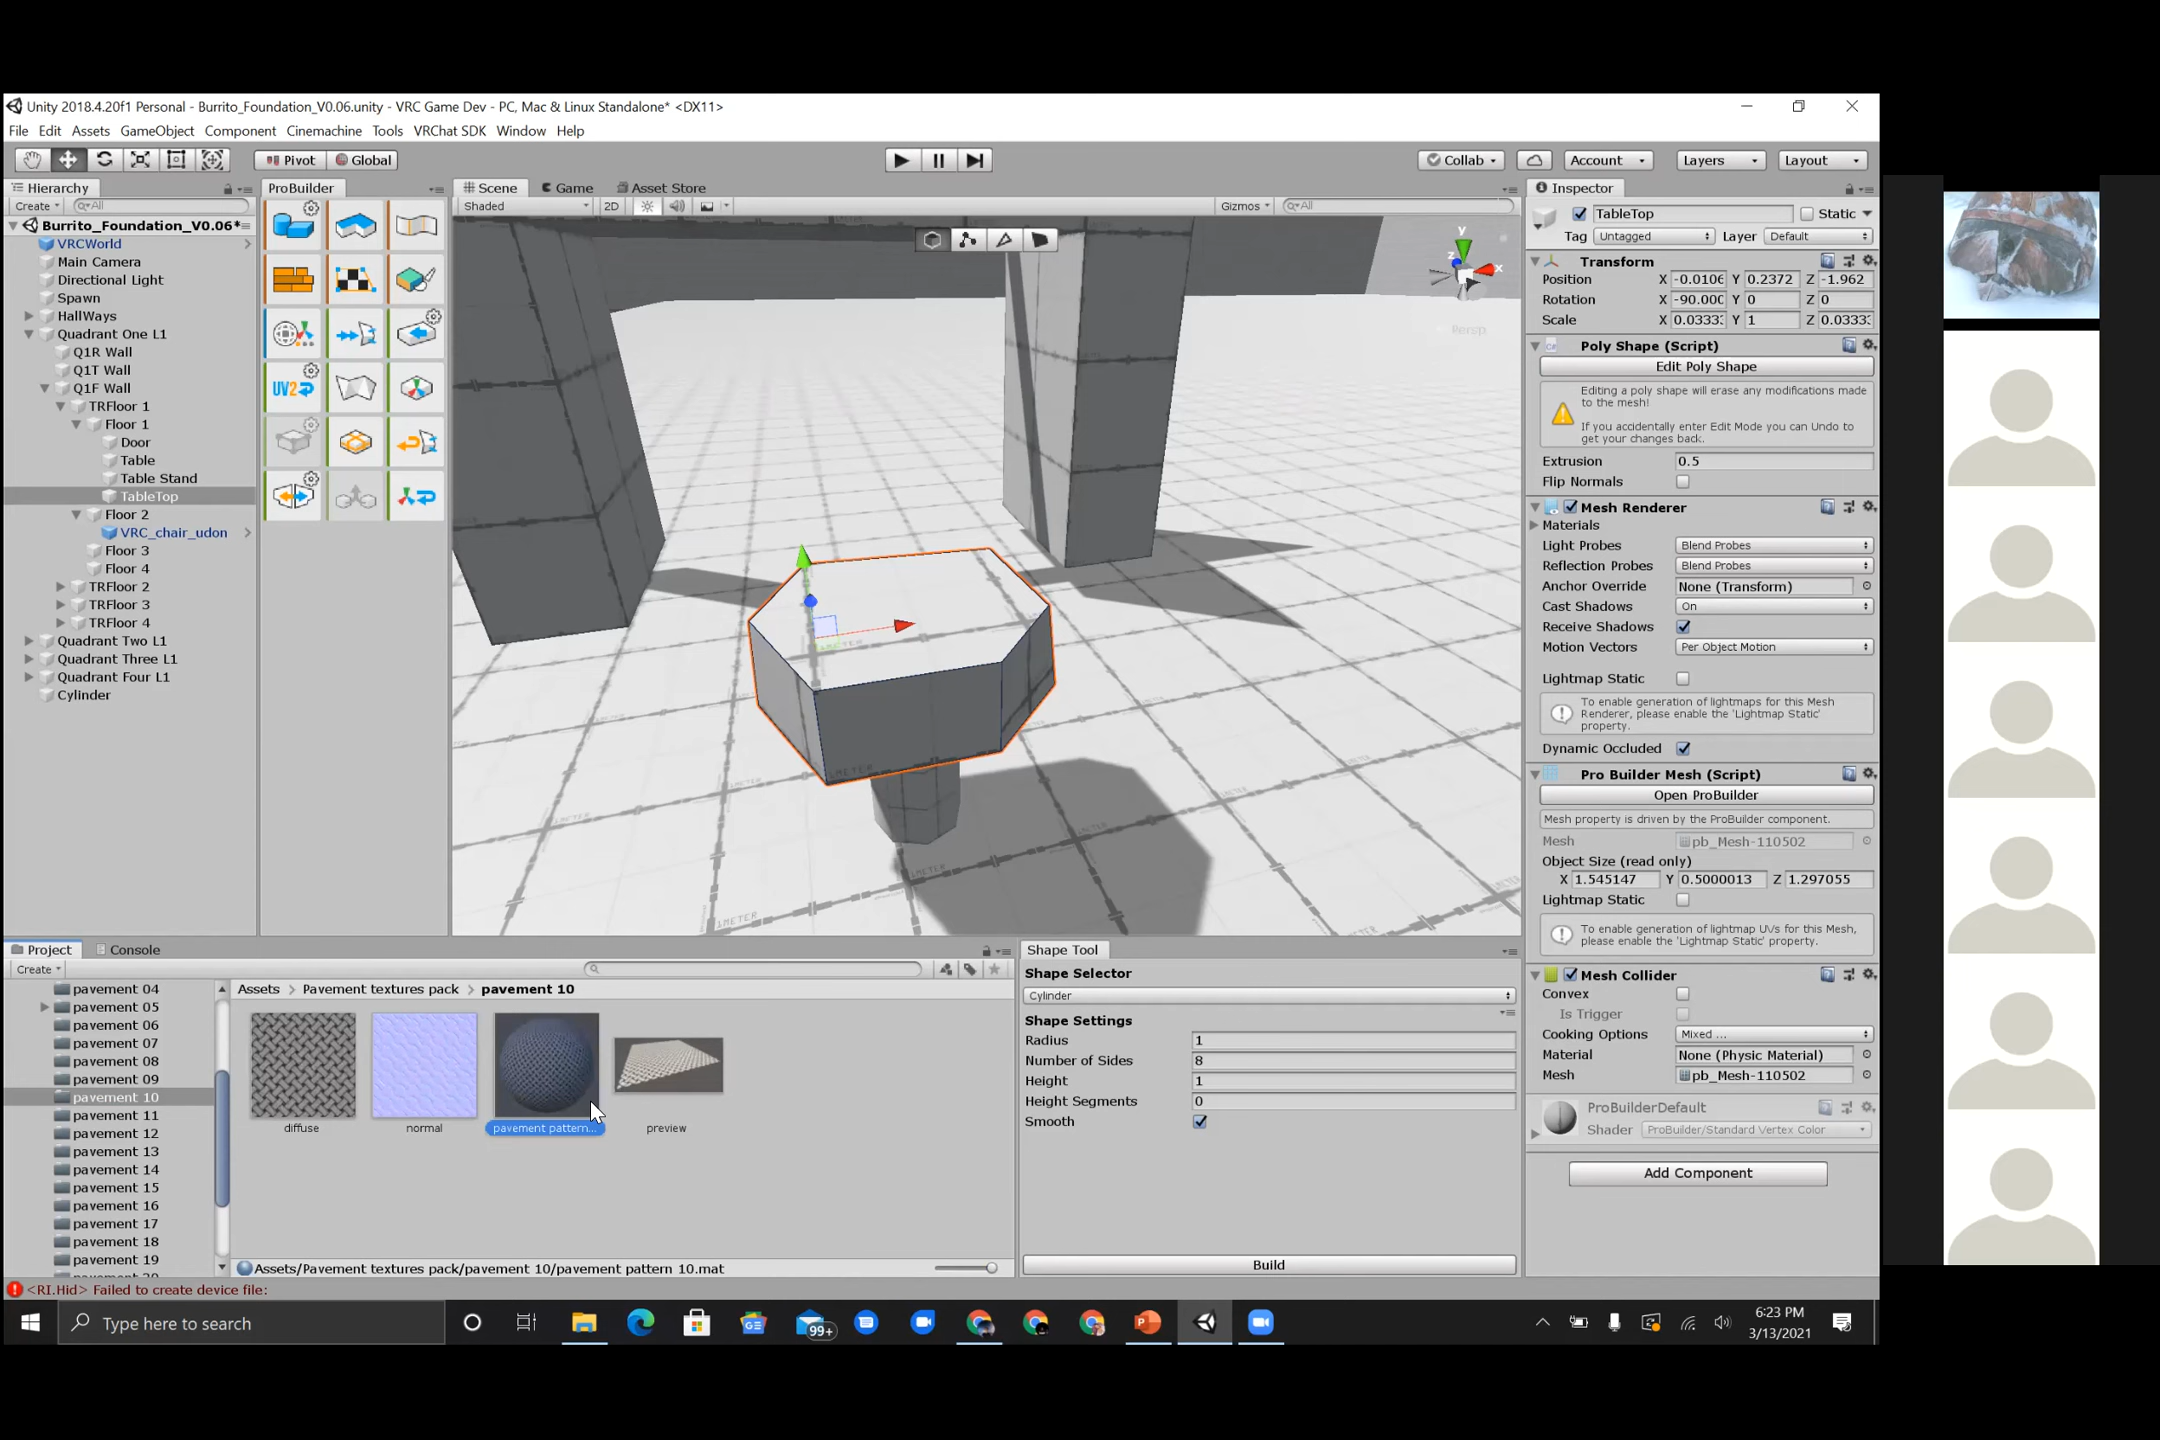 Unity 2018.4.20f1 Personal - Burrito_Foundation_V0.06.unity - VRC Game Dev - PC, Mac & Linux Standalone* <DX11>
File Edit Assets GameObject Component Cinemachine Tools VRChat SDK Window Help
Pivot Global Collab Account Layers Layout
Hierarchy
Create All
Burrito_Foundation_V0.06*
VRCWorld
Main Camera
Directional Light
Spawn
HallWays
Quadrant One L1
Q1R Wall
Q1T Wall
Q1F Wall
TRFloor 1
Floor 1
Door
Table
Table Stand
TableTop
Floor 2
VRC_chair_udon
Floor 3
Floor 4
TRFloor 2
TRFloor 3
TRFloor 4
Quadrant Two L1
Quadrant Three L1
Quadrant Four L1
Cylinder
ProBuilder
UV2
Scene Game Asset Store
Shaded 2D Gizmos All
y
z
x
Persp
1METER
Inspector
TableTop Static
Tag Untagged Layer Default
Transform
Position X -0.0106 Y 0.2372 Z -1.962
Rotation X -90.000 Y 0 Z 0
Scale X 0.0333 Y 1 Z 0.0333
Poly Shape (Script)
Edit Poly Shape
Editing a poly shape will erase any modifications made
to the mesh!
If you accidentally enter Edit Mode you can Undo to
get your changes back.
Extrusion 0.5
Flip Normals
Mesh Renderer
Materials
Light Probes Blend Probes
Reflection Probes Blend Probes
Anchor Override None (Transform)
Cast Shadows On
Receive Shadows
Motion Vectors Per Object Motion
Lightmap Static
To enable generation of lightmaps for this Mesh
Renderer, please enable the 'Lightmap Static'
property.
Dynamic Occluded
Pro Builder Mesh (Script)
Open ProBuilder
Mesh property is driven by the ProBuilder component.
Mesh pb_Mesh-110502
Object Size (read only)
X 1.545147 Y 0.5000013 Z 1.297055
Lightmap Static
To enable generation of lightmap UVs for this Mesh,
please enable the 'Lightmap Static' property.
Mesh Collider
Convex
Is Trigger
Cooking Options Mixed ...
Material None (Physic Material)
Mesh pb_Mesh-110502
ProBuilderDefault
Shader ProBuilder/Standard Vertex Color
Add Component
Project Console
Create
pavement 04
pavement 05
pavement 06
pavement 07
pavement 08
pavement 09
pavement 10
pavement 11
pavement 12
pavement 13
pavement 14
pavement 15
pavement 16
pavement 17
pavement 18
pavement 19
Assets > Pavement textures pack > pavement 10
diffuse normal pavement pattern... preview
Assets/Pavement textures pack/pavement 10/pavement pattern 10.mat
Shape Tool
Shape Selector
Cylinder
Shape Settings
Radius 1
Number of Sides 8
Height 1
Height Segments 0
Smooth
Build
<RI.Hid> Failed to create device file:
Type here to search
99+
6:23 PM
3/13/2021